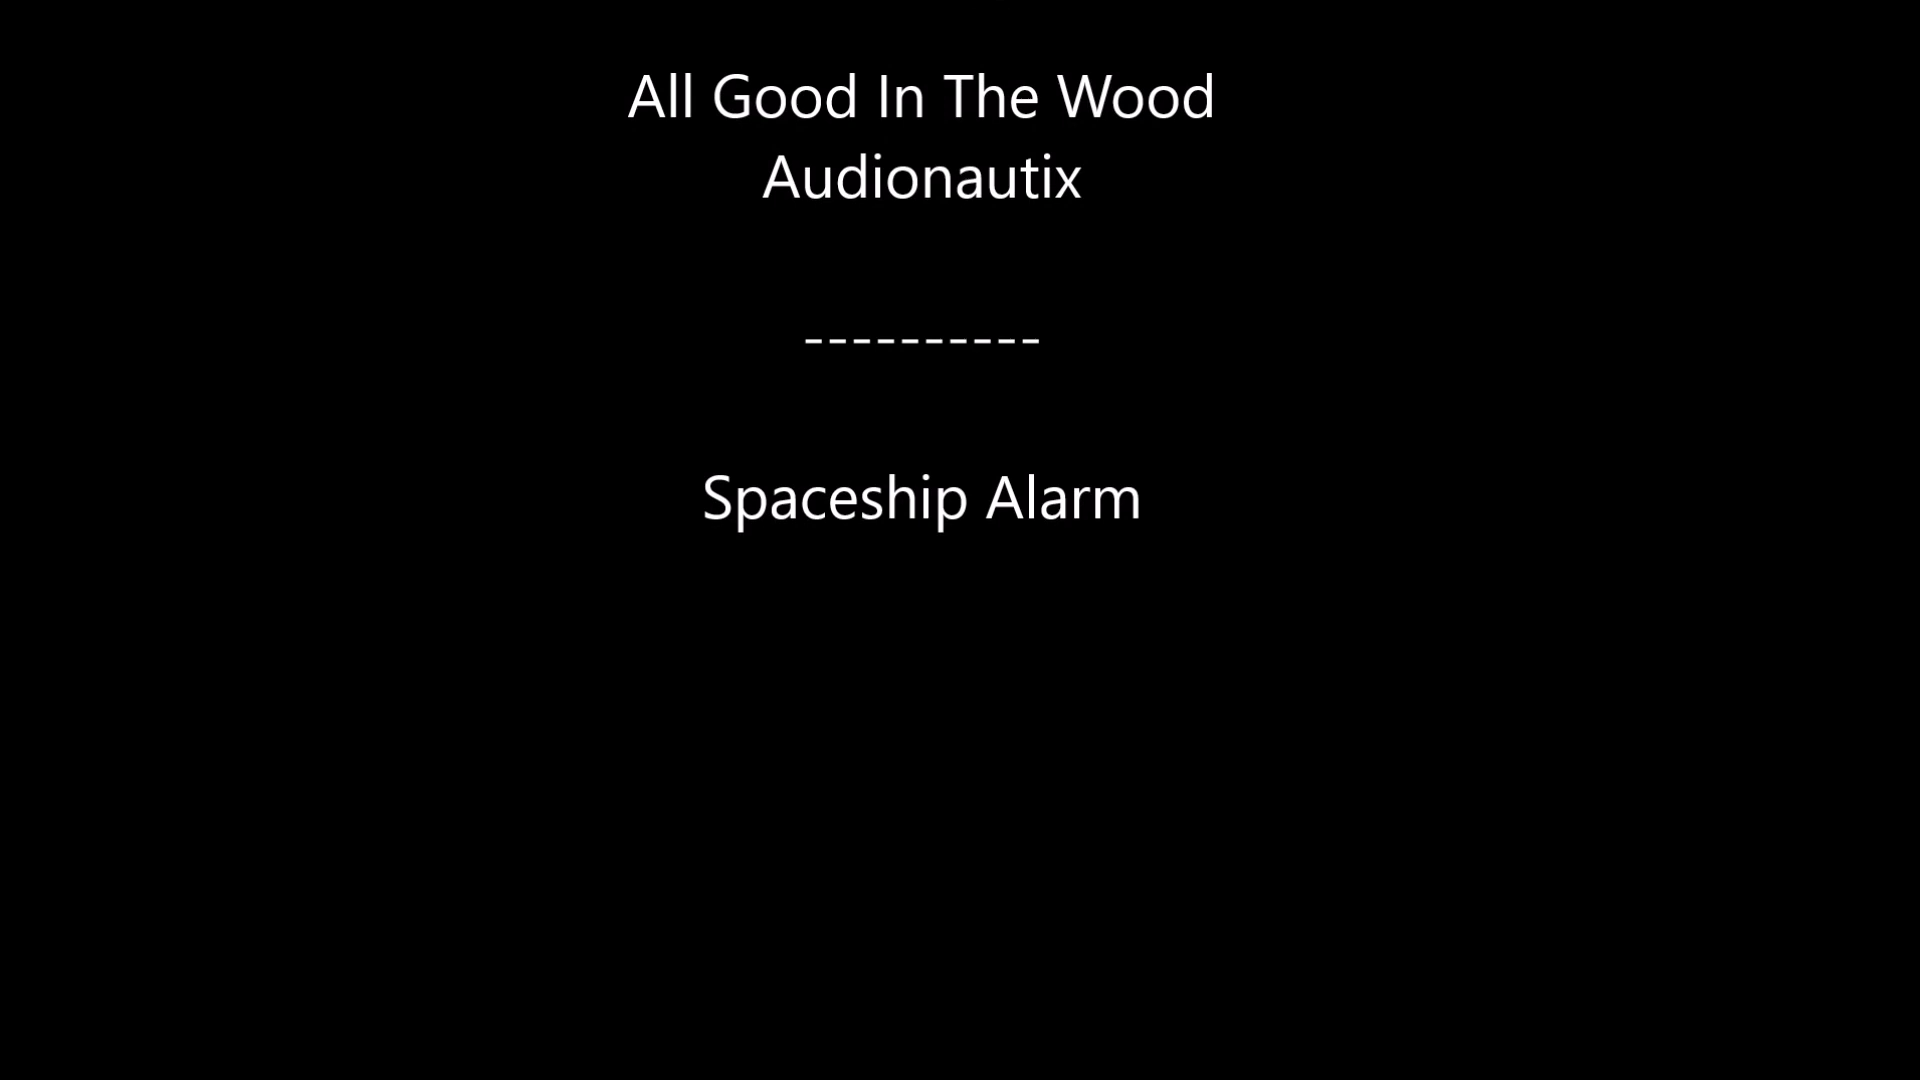 All Good In The Wood
Audionautix
----------
Spaceship Alarm